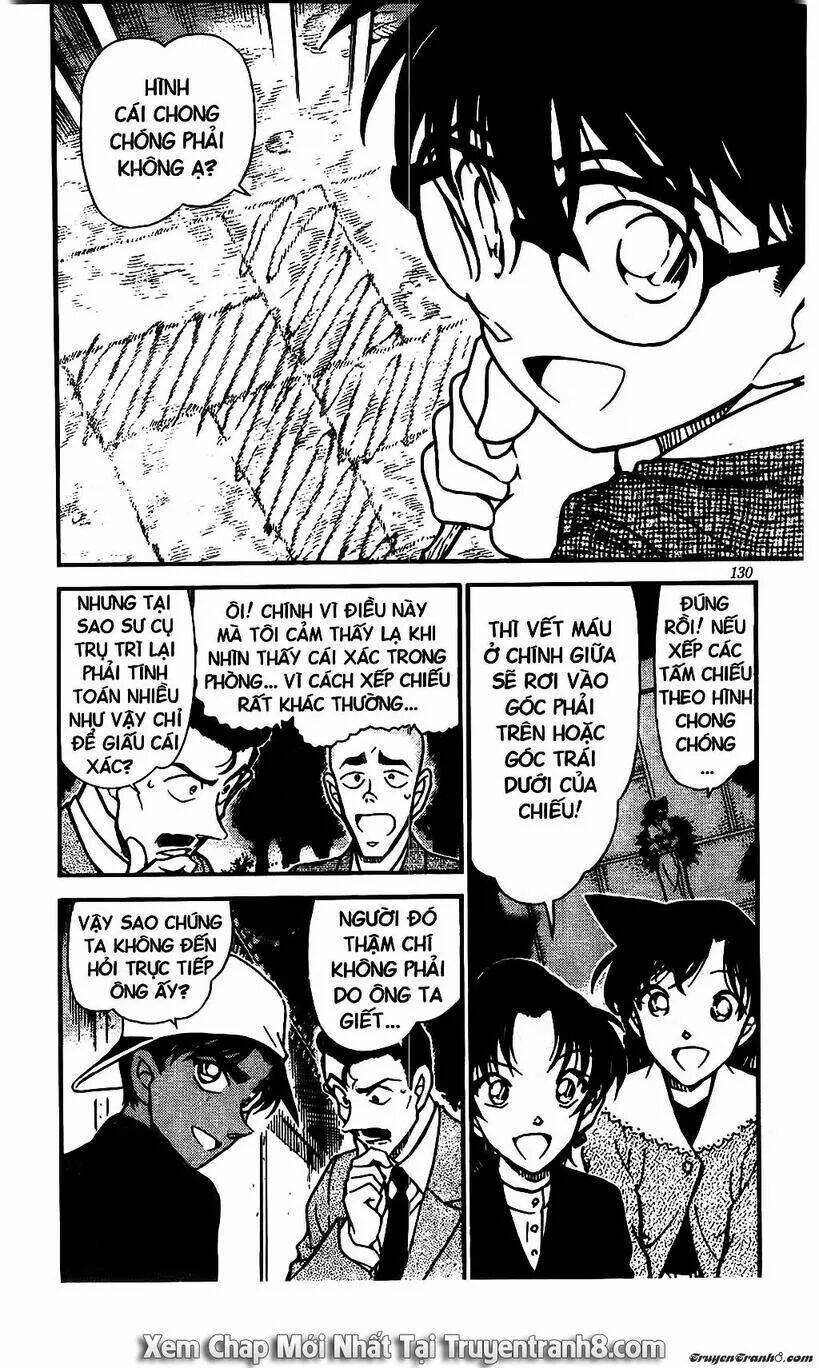 HÌNH
CÁI CHONG
CHÓNG PHẢI
KHÔNG Ạ?
130
ĐÚNG
RỒI! NẾU
XẾP CÁC
TẤM CHIẾU
THEO HÌNH
CHONG
CHÓNG
...
THÌ VẾT MÁU
Ở CHÍNH GIỮA
SẼ RƠI VÀO
GÓC PHẢI
TRÊN HOẶC
GÓC TRÁI
DƯỚI CỦA
CHIẾU!
ÔI! CHÍNH VÌ ĐIỀU NÀY
MÀ TÔI CẢM THẤY LẠ KHI
NHÌN THẤY CÁI XÁC TRONG
PHÒNG... VÌ CÁCH XẾP CHIẾU
RẤT KHÁC THƯỜNG...
NHƯNG TẠI
SAO SƯ CỤ
TRỤ TRÌ LẠI
PHẢI TÍNH
TOÁN NHIỀU
NHƯ VẬY CHỈ
ĐỂ GIẤU CÁI
XÁC?
NGƯỜI ĐÓ
THẬM CHÍ
KHÔNG PHẢI
DO ÔNG TA
GIẾT...
VẬY SAO CHÚNG
TA KHÔNG ĐẾN
HỎI TRỰC TIẾP
ÔNG ẤY?
Xem Chap Mới Nhất Tại Truyentranh8.com
TruyenTranh8.com